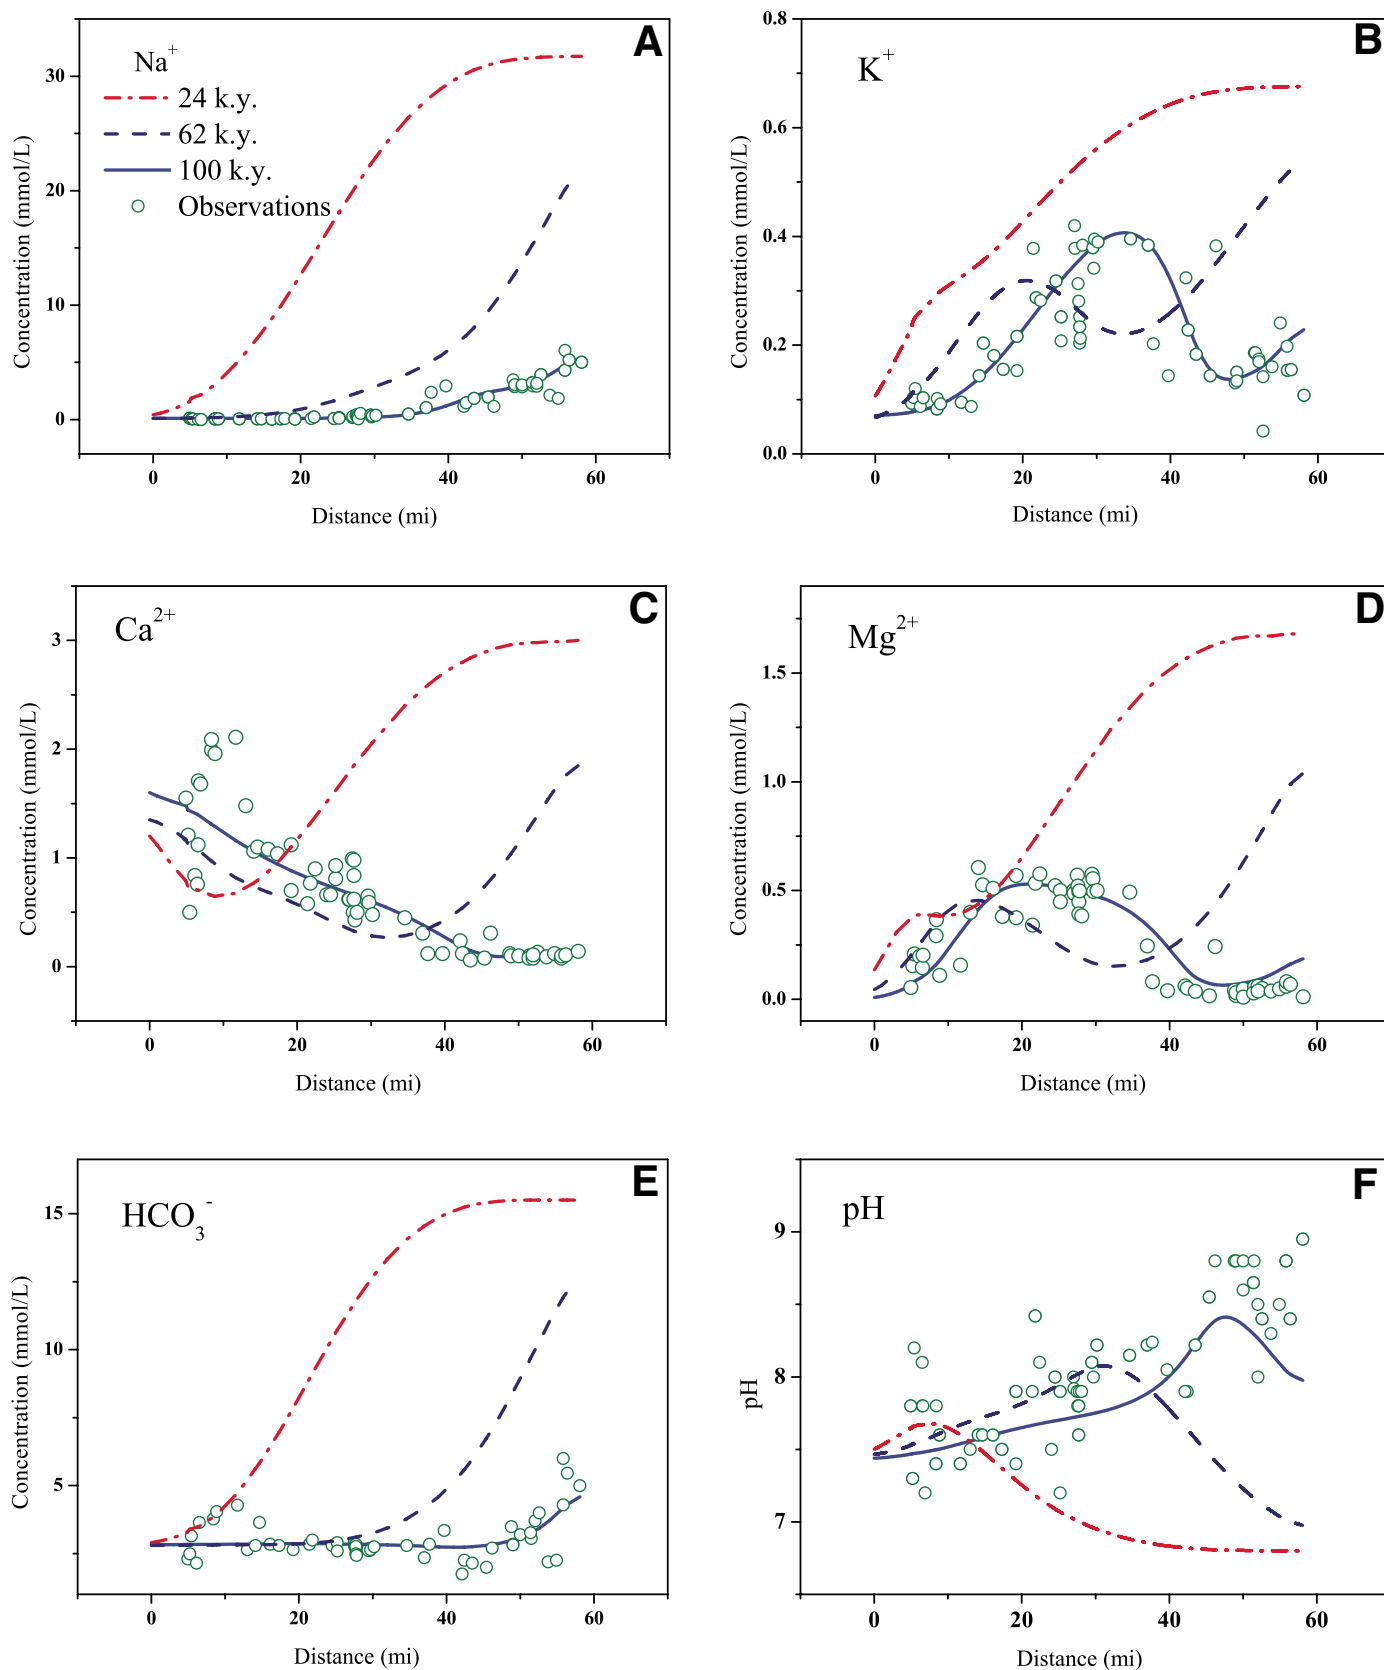 A
Na+
24 k.y.
62 k.y.
100 k.y.
Observations
Concentration (mmol/L)
30
20
10
0
0 20 40 60
Distance (mi)
B
K+
Concentration (mmol/L)
0.8
0.6
0.4
0.2
0.0
0 20 40 60
Distance (mi)
C
Ca2+
Concentration (mmol/L)
3
2
1
0
0 20 40 60
Distance (mi)
D
Mg2+
Concentration (mmol/L)
1.5
1.0
0.5
0.0
0 20 40 60
Distance (mi)
E
HCO3-
Concentration (mmol/L)
15
10
5
0 20 40 60
Distance (mi)
F
pH
pH
9
8
7
0 20 40 60
Distance (mi)